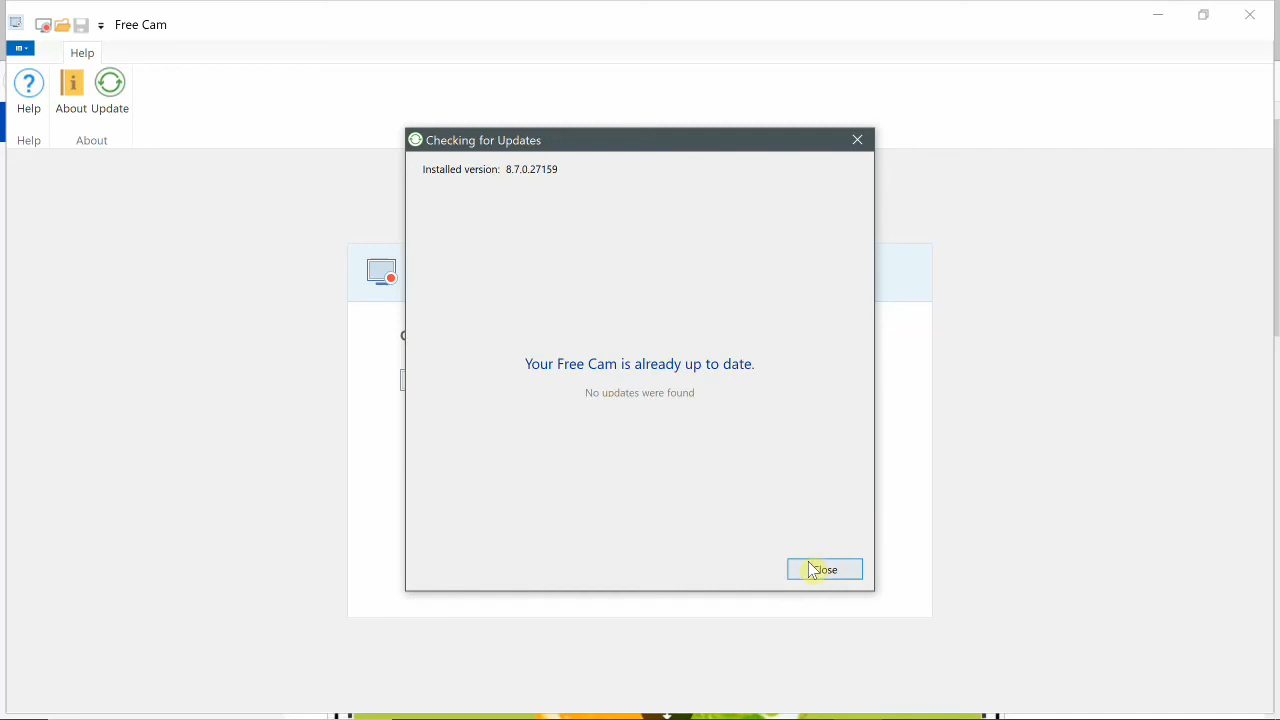 Free Cam
Help
Help
About
Update
Help
About
Checking for Updates
Installed version: 8.7.0.27159
Your Free Cam is already up to date.
No updates were found